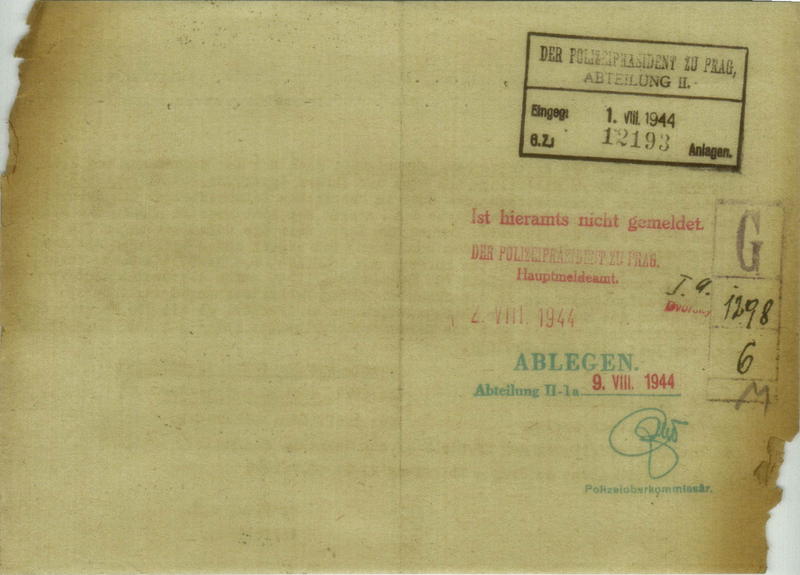 DER POLIZEIPRÄSIDENT ZU PRAG,
ABTEILUNG II.
Eingeg: 1. VIII. 1944
G.Z.: 12193 Anlagen.
Ist hieramts nicht gemeldet.
DER POLIZEIPRÄSIDENT ZU PRAG.
Hauptmeldeamt.
I. a.
2. VIII. 1944
G
1298
6
ABLEGEN.
Abteilung II-1a 9. VIII. 1944
Polizeioberkommissär.